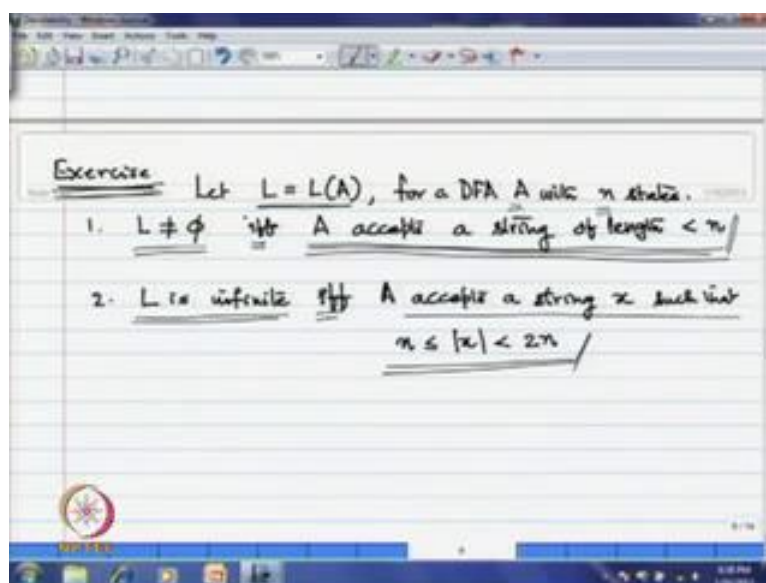 Exercise
Let L = L(A), for a DFA A with n states.
1. L ≠ φ iff A accepts a string of length < n
2. L is infinite iff A accepts a string x such that
n ≤ |x| < 2n
NPTEL